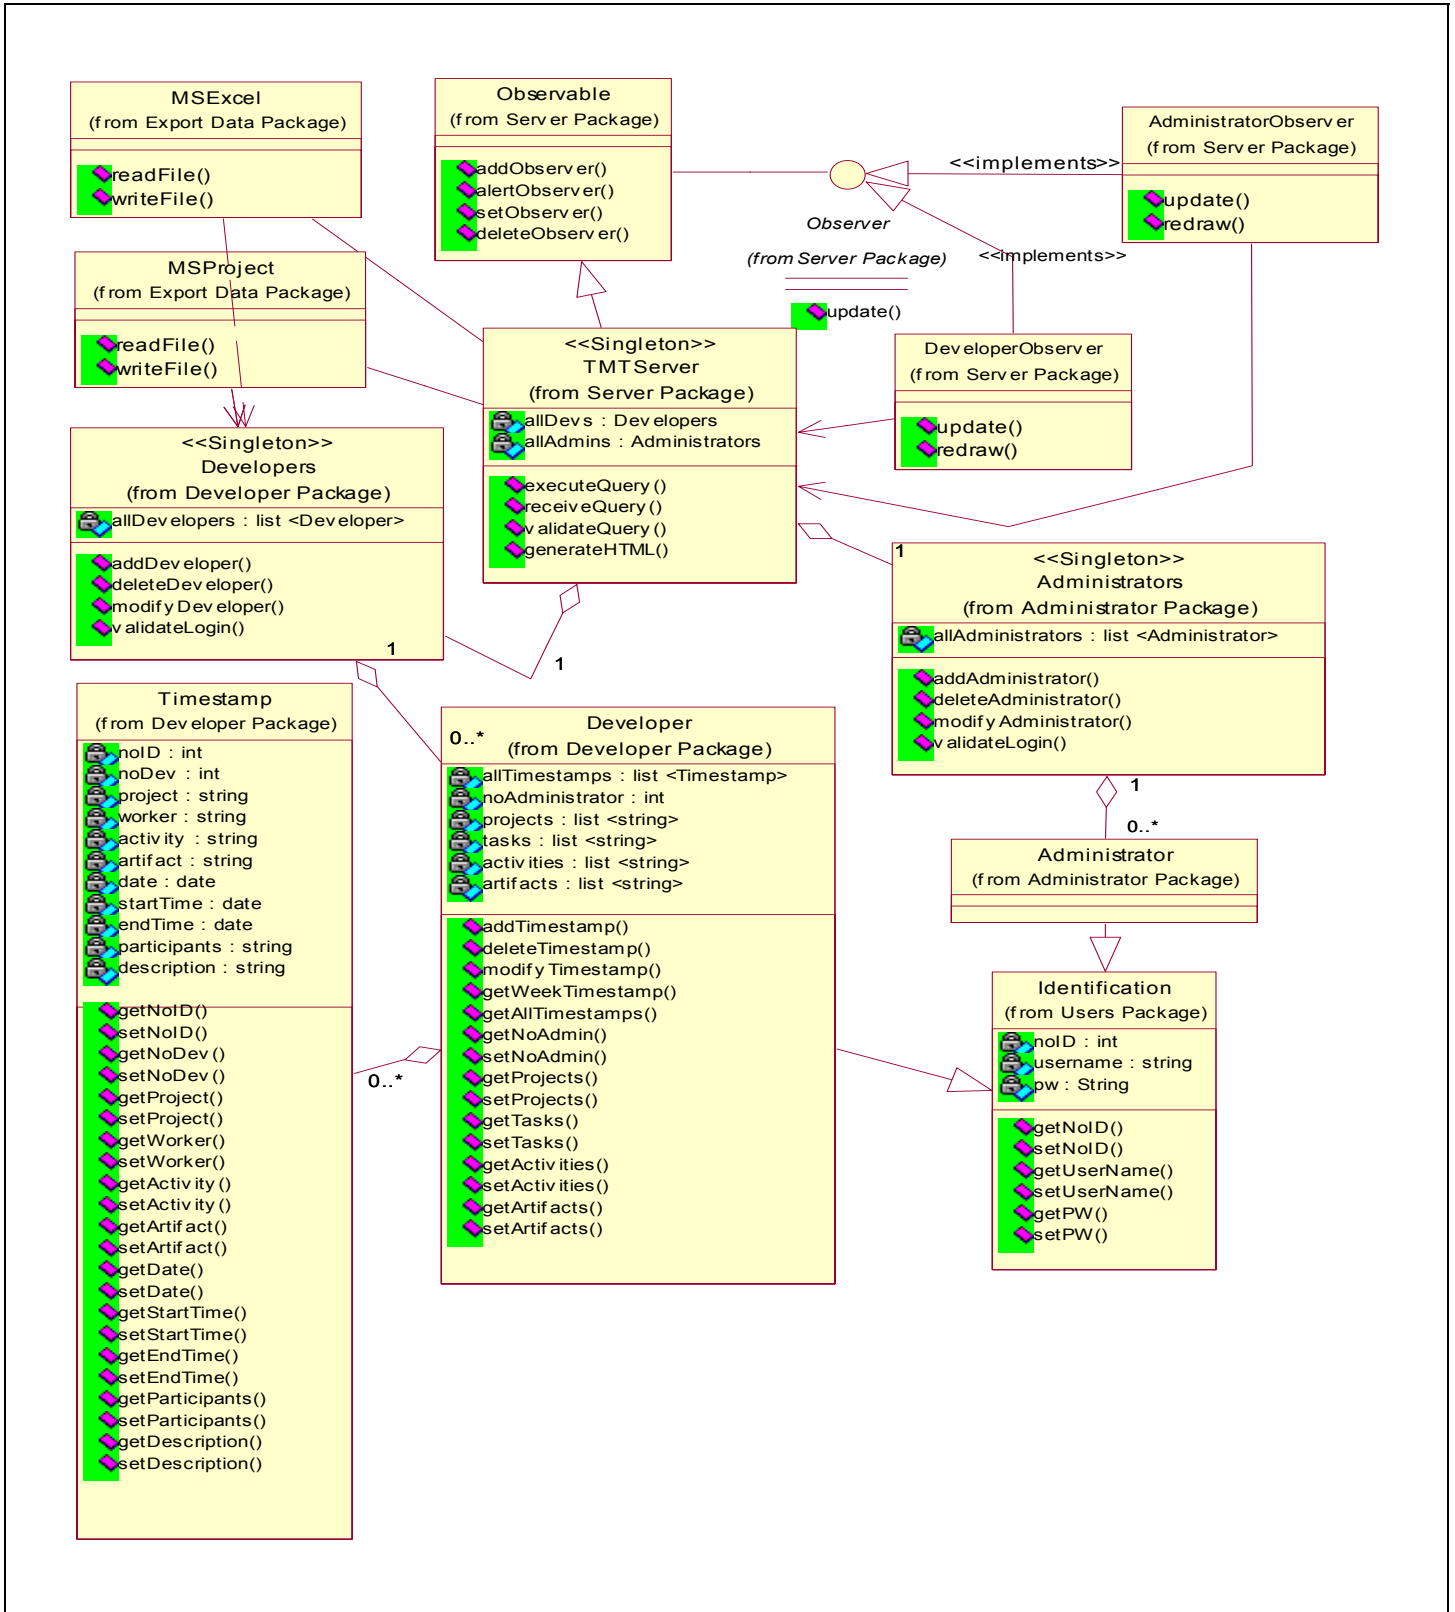 MSExcel
(from Export Data Package)
readFile()
writeFile()
MSProject
(from Export Data Package)
readFile()
writeFile()
Observable
(from Server Package)
addObserver()
alertObserver()
setObserver()
deleteObserver()
Observer
(from Server Package)
update()
<<implements>>
<<implements>>
AdministratorObserver
(from Server Package)
update()
redraw()
DeveloperObserver
(from Server Package)
update()
redraw()
<<Singleton>>
TMTServer
(from Server Package)
allDevs : Developers
allAdmins : Administrators
executeQuery()
receiveQuery()
validateQuery()
generateHTML()
<<Singleton>>
Developers
(from Developer Package)
allDevelopers : list <Developer>
addDeveloper()
deleteDeveloper()
modifyDeveloper()
validateLogin()
1
1
1
<<Singleton>>
Administrators
(from Administrator Package)
allAdministrators : list <Administrator>
addAdministrator()
deleteAdministrator()
modifyAdministrator()
validateLogin()
1
0..*
Administrator
(from Administrator Package)
Timestamp
(from Developer Package)
noID : int
noDev : int
project : string
worker : string
activity : string
artifact : string
date : date
startTime : date
endTime : date
participants : string
description : string
getNoID()
setNoID()
getNoDev()
setNoDev()
getProject()
setProject()
getWorker()
setWorker()
getActivity()
setActivity()
getArtifact()
setArtifact()
getDate()
setDate()
getStartTime()
setStartTime()
getEndTime()
setEndTime()
getParticipants()
setParticipants()
getDescription()
setDescription()
0..*
0..*
Developer
(from Developer Package)
allTimestamps : list <Timestamp>
noAdministrator : int
projects : list <string>
tasks : list <string>
activities : list <string>
artifacts : list <string>
addTimestamp()
deleteTimestamp()
modifyTimestamp()
getWeekTimestamp()
getAllTimestamps()
getNoAdmin()
setNoAdmin()
getProjects()
setProjects()
getTasks()
setTasks()
getActivities()
setActivities()
getArtifacts()
setArtifacts()
Identification
(from Users Package)
noID : int
username : string
pw : String
getNoID()
setNoID()
getUserName()
setUserName()
getPW()
setPW()